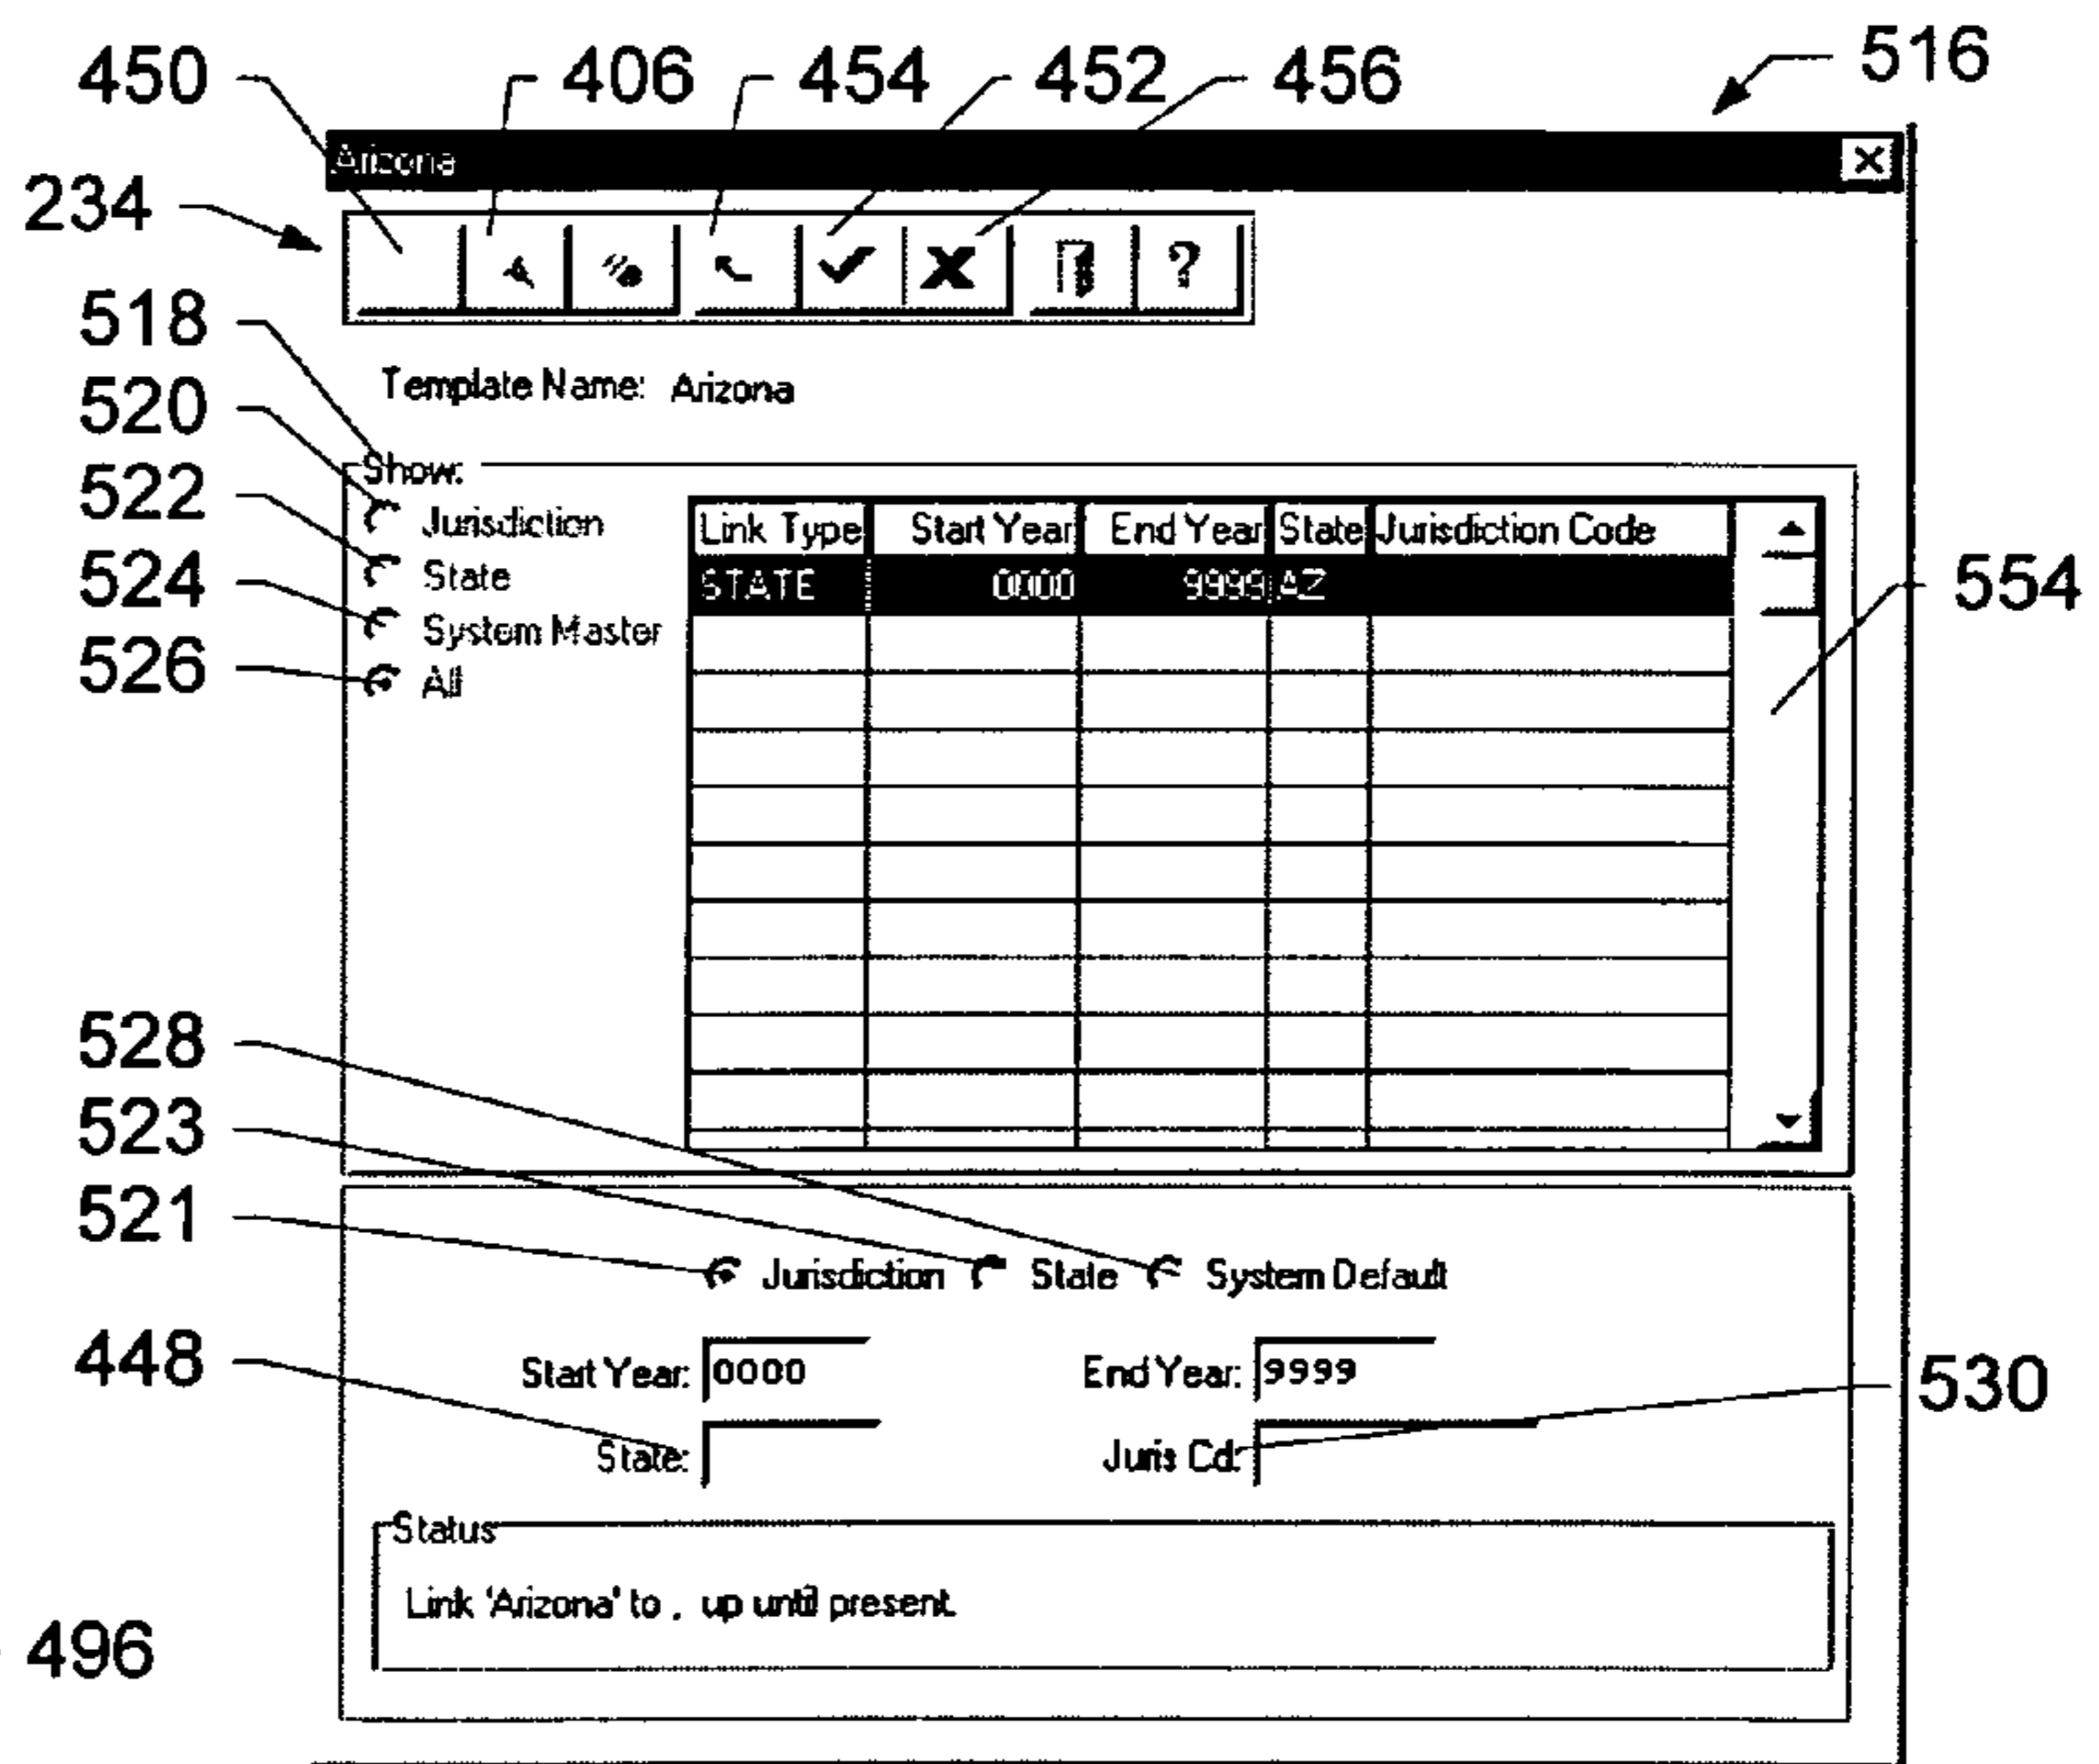 450 406 454 452 456 516
Arizona
234
?
518
Template Name: Arizona
520
Show:
522 Jurisdiction
Link Type Start Year End Year State Jurisdiction Code
524 State
STATE 0000 9999 AZ
554
System Master
526 All
528
523
521
Jurisdiction State System Default
448
Start Year: 0000 End Year: 9999
530
State: Juris Cd:
Status
Link 'Arizona' to , up until present.
496